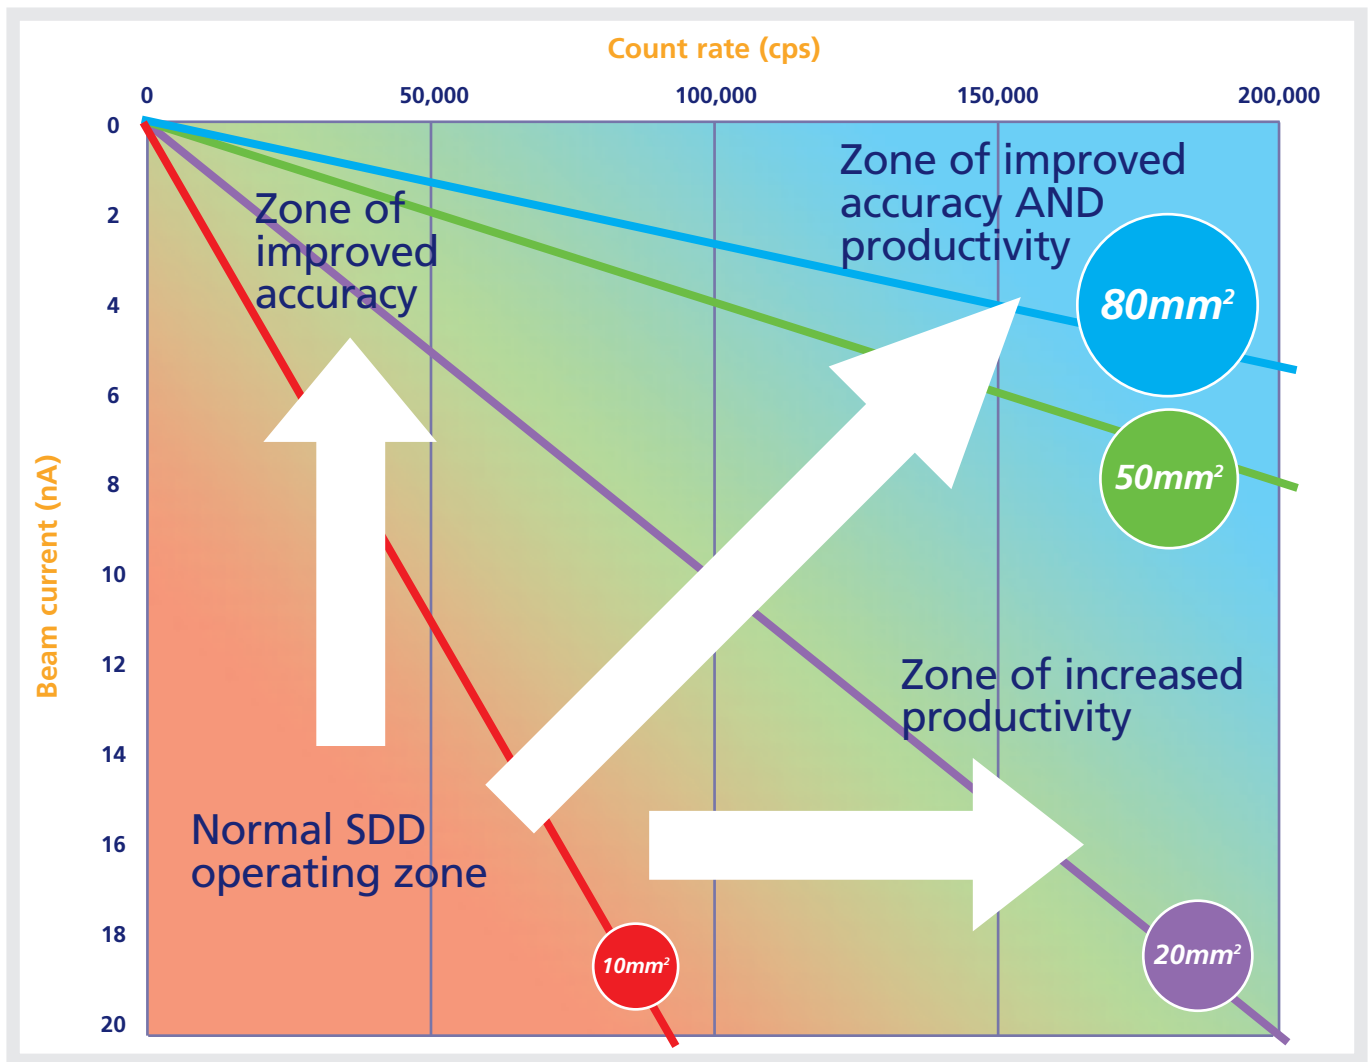 Count rate (cps)
0
50,000
100,000
150,000
200,000
Beam current (nA)
0
2
4
6
8
10
12
14
16
18
20
Zone of
improved
accuracy
Zone of improved
accuracy AND
productivity
80mm²
50mm²
Zone of increased
productivity
Normal SDD
operating zone
10mm²
20mm²